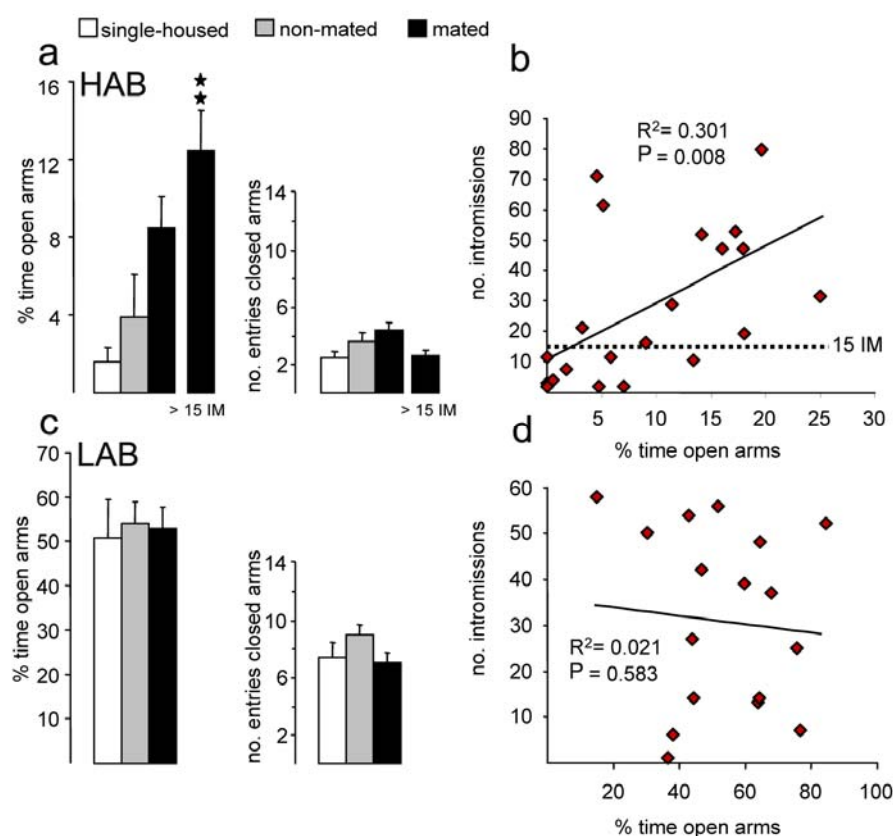 single-housed non-mated mated
a
HAB
% time open arms
16
12
8
4
> 15 IM
no. entries closed arms
14
10
6
2
> 15 IM
b
no. intromissions
90
80
70
60
50
40
30
20
10
R²= 0.301
P = 0.008
15 IM
5 10 15 20 25 30
% time open arms
c
LAB
% time open arms
70
60
50
40
30
20
10
no. entries closed arms
14
10
6
2
d
no. intromissions
60
50
40
30
20
10
R²= 0.021
P = 0.583
20 40 60 80 100
% time open arms